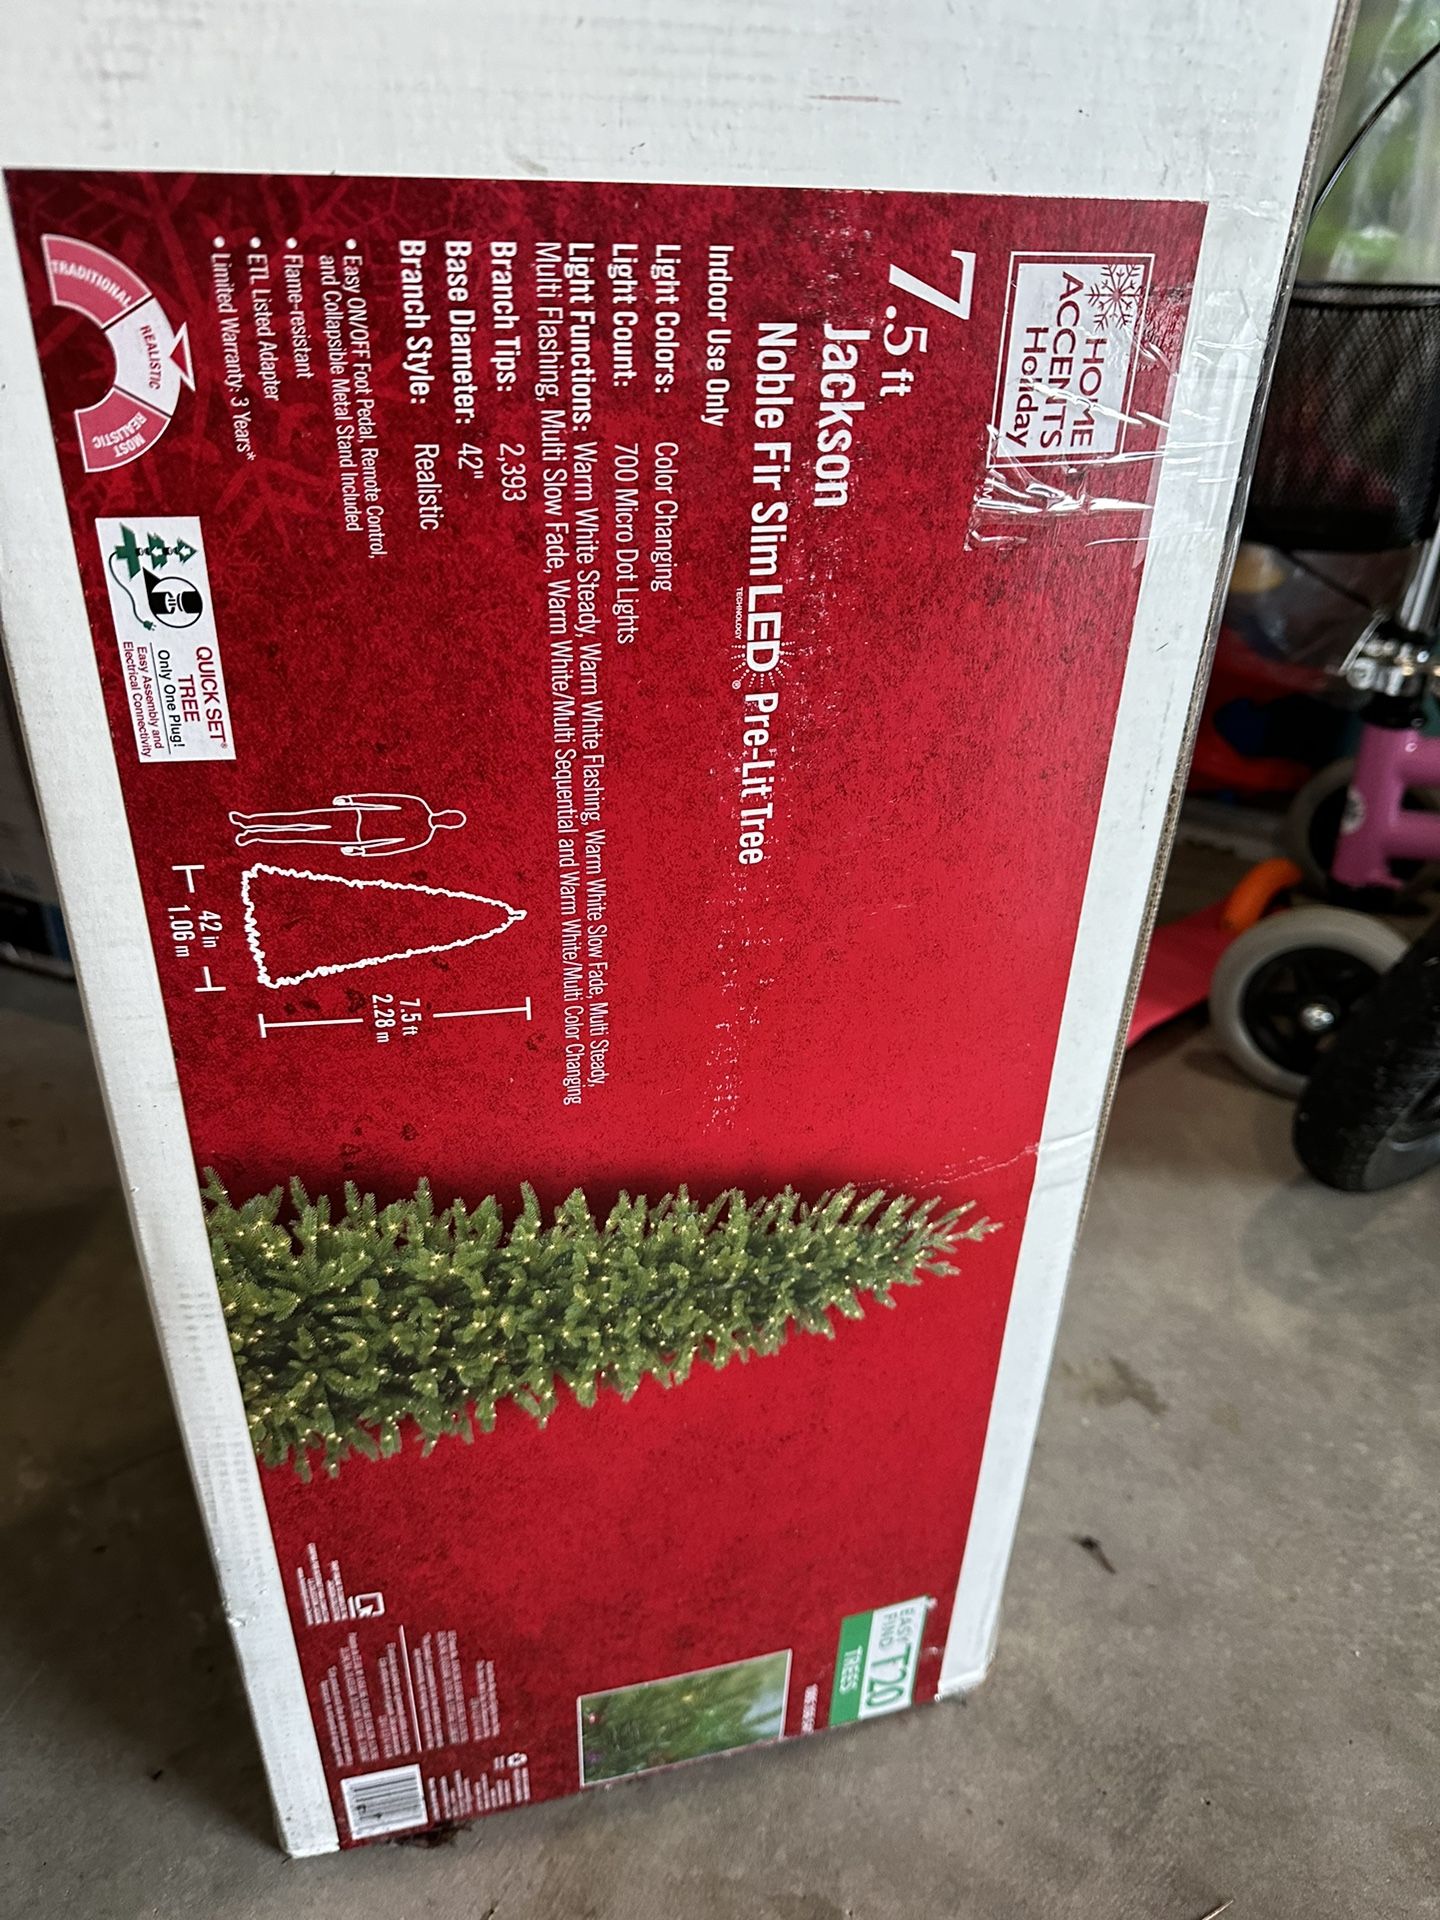 HOME
ACCENTS
Holiday
7.5 ft
Jackson
Noble Fir Slim LED Pre-Lit Tree
TECHNOLOGY
Indoor Use Only
Light Colors: Color Changing
Light Count: 700 Micro Dot Lights
Light Functions: Warm White Steady, Warm White Flashing, Warm White Slow Fade, Multi Steady,
Multi Flashing, Multi Slow Fade, Warm White/Multi Sequential and Warm White/Multi Color Changing
Branch Tips: 2,393
Base Diameter: 42"
Branch Style: Realistic
• Easy ON/OFF Foot Pedal, Remote Control,
and Collapsible Metal Stand Included
• Flame-resistant
• ETL Listed Adapter
• Limited Warranty: 3 Years*
TRADITIONAL
REALISTIC
MOST
REALISTIC
QUICK SET®
TREE
Only One Plug!
Easy Assembly and
Electrical Connectivity
42 in
1.06 m
7.5 ft
2.28 m
EASY
FIND
T20
TREES